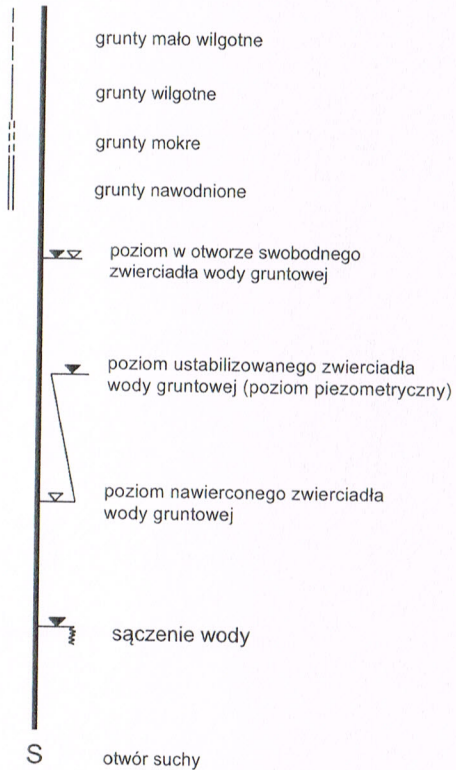 grunty mało wilgotne
grunty wilgotne
grunty mokre
grunty nawodnione
poziom w otworze swobodnego
zwierciadła wody gruntowej
poziom ustabilizowanego zwierciadła
wody gruntowej (poziom piezometryczny)
poziom nawierconego zwierciadła
wody gruntowej
sączenie wody
S otwór suchy